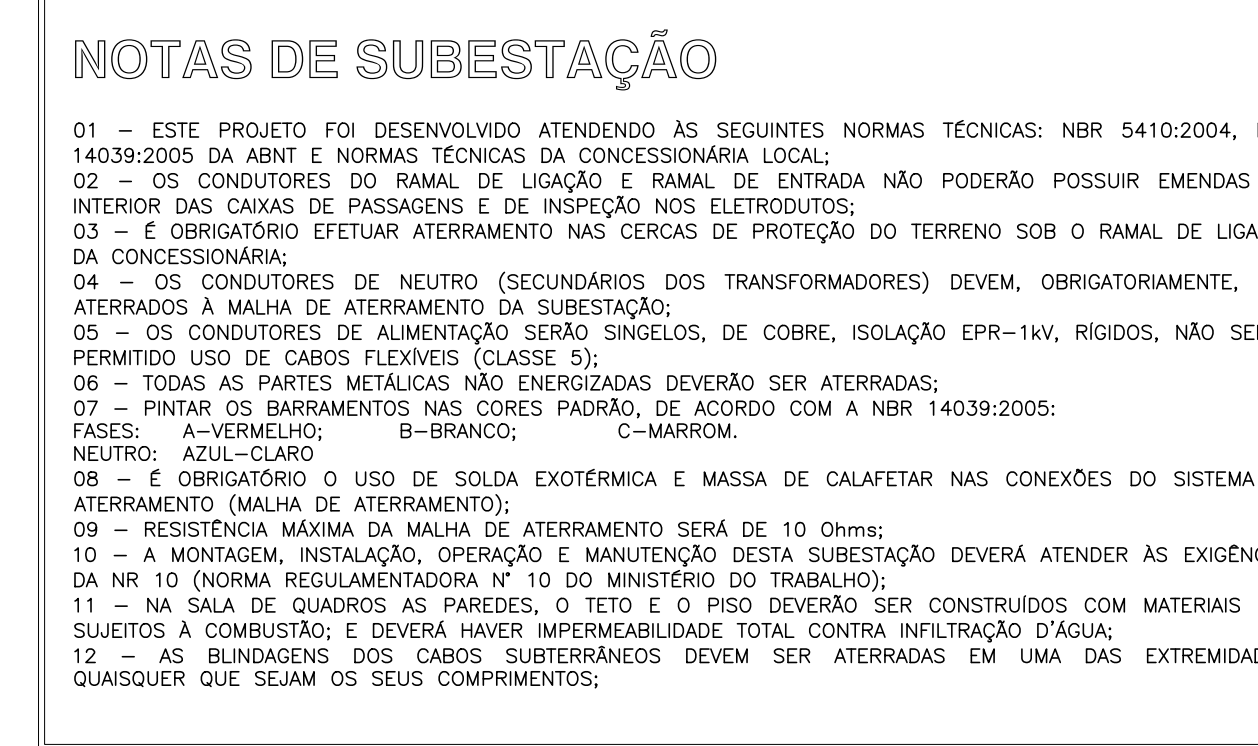 NOTAS DE SUBESTAÇÃO
01 – ESTE PROJETO FOI DESENVOLVIDO ATENDENDO ÀS SEGUINTES NORMAS TÉCNICAS: NBR 5410:2004,
14039:2005 DA ABNT E NORMAS TÉCNICAS DA CONCESSIONÁRIA LOCAL;
02 – OS CONDUTORES DO RAMAL DE LIGAÇÃO E RAMAL DE ENTRADA NÃO PODERÃO POSSUIR EMENDAS
INTERIOR DAS CAIXAS DE PASSAGENS E DE INSPEÇÃO NOS ELETRODUTOS;
03 – É OBRIGATÓRIO EFETUAR ATERRAMENTO NAS CERCAS DE PROTEÇÃO DO TERRENO SOB O RAMAL DE
DA CONCESSIONÁRIA;
04 – OS CONDUTORES DE NEUTRO (SECUNDÁRIOS DOS TRANSFORMADORES) DEVEM, OBRIGATORIAMENTE,
ATERRADOS À MALHA DE ATERRAMENTO DA SUBESTAÇÃO;
05 – OS CONDUTORES DE ALIMENTAÇÃO SERÃO SINGELOS, DE COBRE, ISOLAÇÃO EPR–1kV, RÍGIDOS, NÃO
PERMITIDO USO DE CABOS FLEXÍVEIS (CLASSE 5);
06 – TODAS AS PARTES METÁLICAS NÃO ENERGIZADAS DEVERÃO SER ATERRADAS;
07 – PINTAR OS BARRAMENTOS NAS CORES PADRÃO, DE ACORDO COM A NBR 14039:2005:
FASES: A–VERMELHO; B–BRANCO; C–MARROM.
NEUTRO: AZUL–CLARO
08 – É OBRIGATÓRIO O USO DE SOLDA EXOTÉRMICA E MASSA DE CALAFETAR NAS CONEXÕES DO SISTEMA
ATERRAMENTO (MALHA DE ATERRAMENTO);
09 – RESISTÊNCIA MÁXIMA DA MALHA DE ATERRAMENTO SERÁ DE 10 Ohms;
10 – A MONTAGEM, INSTALAÇÃO, OPERAÇÃO E MANUTENÇÃO DESTA SUBESTAÇÃO DEVERÁ ATENDER ÀS
DA NR 10 (NORMA REGULAMENTADORA N° 10 DO MINISTÉRIO DO TRABALHO);
11 – NA SALA DE QUADROS AS PAREDES, O TETO E O PISO DEVERÃO SER CONSTRUÍDOS COM MATERIAIS
SUJEITOS À COMBUSTÃO; E DEVERÁ HAVER IMPERMEABILIDADE TOTAL CONTRA INFILTRAÇÃO D'ÁGUA;
12 – AS BLINDAGENS DOS CABOS SUBTERRÂNEOS DEVEM SER ATERRADAS EM UMA DAS
QUAISQUER QUE SEJAM OS SEUS COMPRIMENTOS;